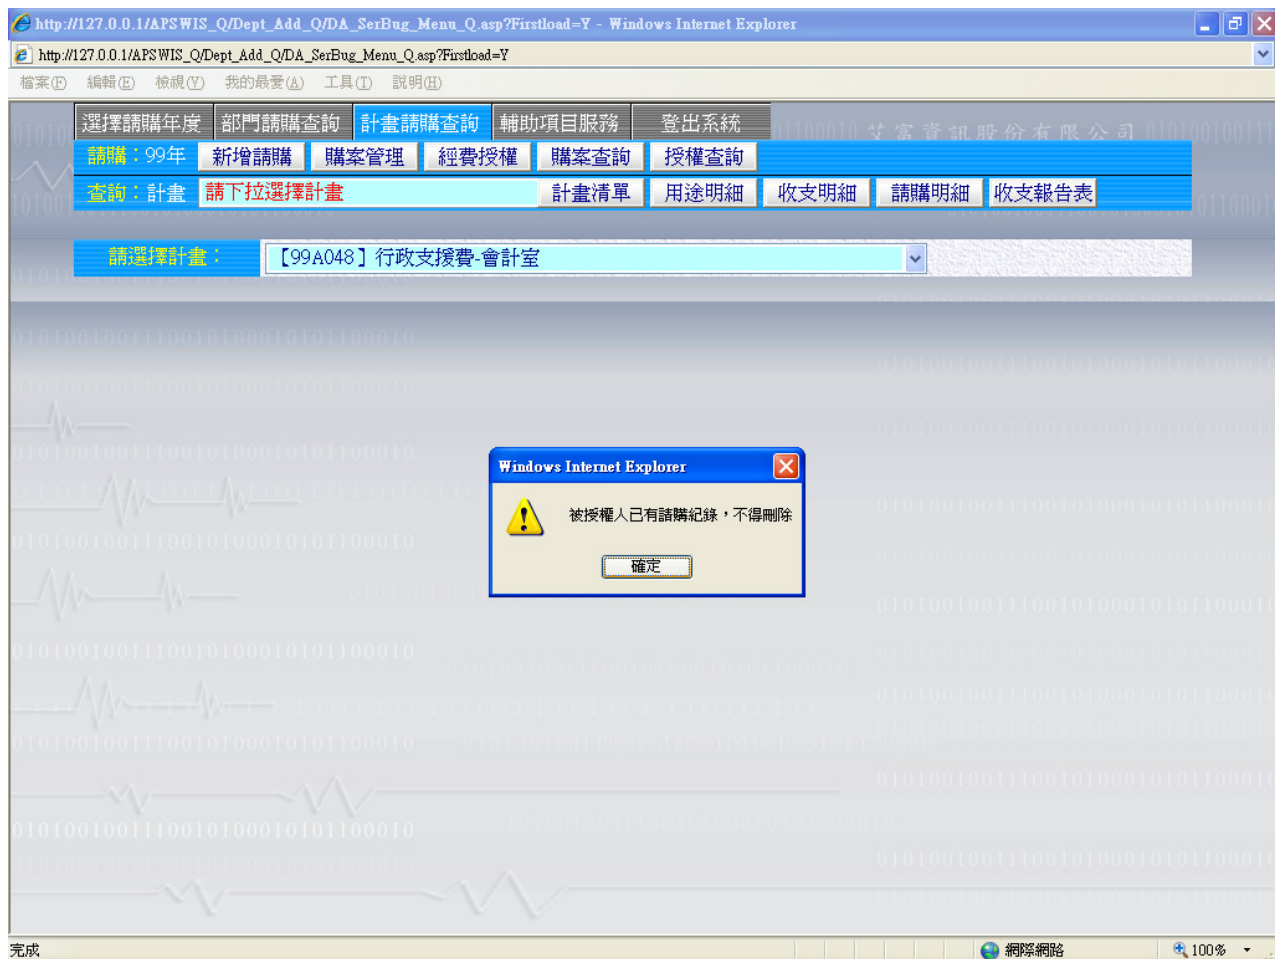 http://127.0.0.1/APSWIS_Q/Dept_Add_Q/DA_SerBug_Menu_Q.asp?Firstload=Y - Windows Internet Explorer
http://127.0.0.1/APSWIS_Q/Dept_Add_Q/DA_SerBug_Menu_Q.asp?Firstload=Y
檔案(F) 編輯(E) 檢視(V) 我的最愛(A) 工具(T) 說明(H)
選擇請購年度 部門請購查詢 計畫請購查詢 輔助項目服務 登出系統
艾富資訊股份有限公司
請購：99年 新增請購 購案管理 經費授權 購案查詢 授權查詢
查詢：計畫 請下拉選擇計畫 計畫清單 用途明細 收支明細 請購明細 收支報告表
請選擇計畫： 【99A048】行政支援費-會計室
Windows Internet Explorer
被授權人已有請購紀錄，不得刪除
確定
完成 網際網路 100%